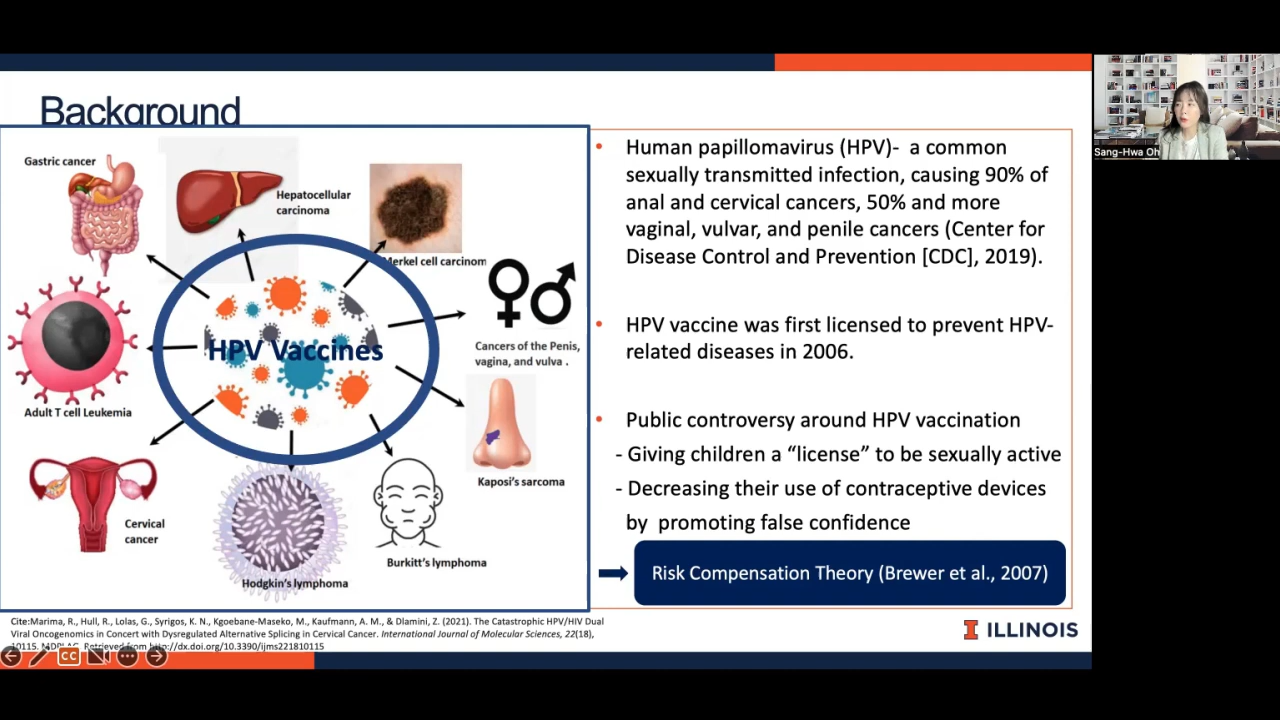 Background
Gastric cancer
Hepatocellular
carcinoma
Merkel cell carcinom
Cancers of the Penis,
vagina, and vulva .
HPV Vaccines
Adult T cell Leukemia
Kaposi's sarcoma
Cervical
cancer
Burkitt's lymphoma
Hodgkin's lymphoma
• Human papillomavirus (HPV)- a common
sexually transmitted infection, causing 90% of
anal and cervical cancers, 50% and more
vaginal, vulvar, and penile cancers (Center for
Disease Control and Prevention [CDC], 2019).
• HPV vaccine was first licensed to prevent HPV-
related diseases in 2006.
• Public controversy around HPV vaccination
- Giving children a “license” to be sexually active
- Decreasing their use of contraceptive devices
by promoting false confidence
Risk Compensation Theory (Brewer et al., 2007)
Cite:Marima, R., Hull, R., Lolas, G., Syrigos, K. N., Kgoebane-Maseko, M., Kaufmann, A. M., & Dlamini, Z. (2021). The Catastrophic HPV/HIV Dual
Viral Oncogenomics in Concert with Dysregulated Alternative Splicing in Cervical Cancer. International Journal of Molecular Sciences, 22(18),
10115. MDPI AG. Retrieved from http://dx.doi.org/10.3390/ijms221810115
CC
I ILLINOIS
Sang-Hwa Oh